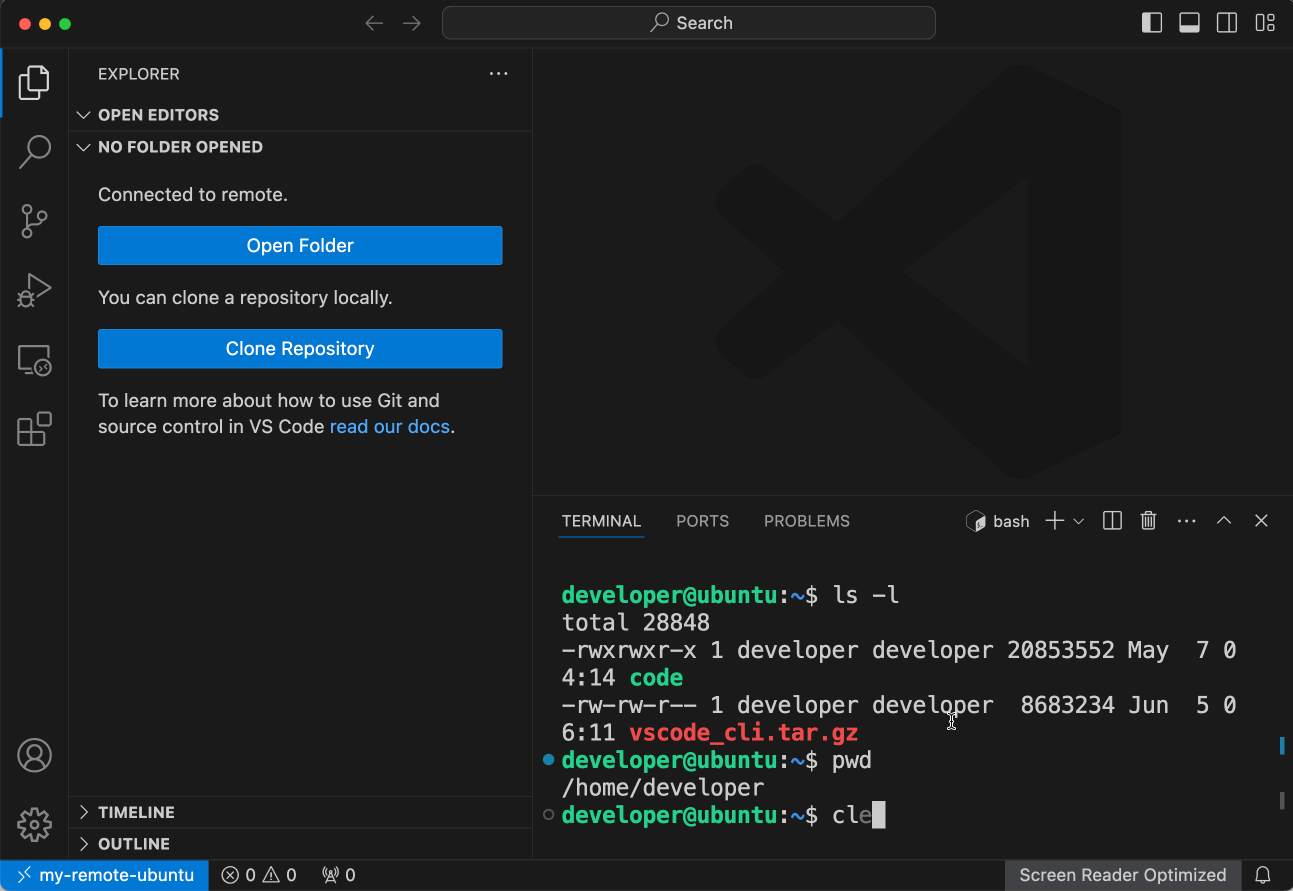 Search
EXPLORER
OPEN EDITORS
NO FOLDER OPENED
Connected to remote.
Open Folder
You can clone a repository locally.
Clone Repository
To learn more about how to use Git and
source control in VS Code read our docs.
TIMELINE
OUTLINE
TERMINAL PORTS PROBLEMS bash
developer@ubuntu:~$ ls -l
total 28848
-rwxrwxr-x 1 developer developer 20853552 May  7 0
4:14 code
-rw-rw-r-- 1 developer developer  8683234 Jun  5 0
6:11 vscode_cli.tar.gz
developer@ubuntu:~$ pwd
/home/developer
developer@ubuntu:~$ cle
my-remote-ubuntu 0 0 0 Screen Reader Optimized